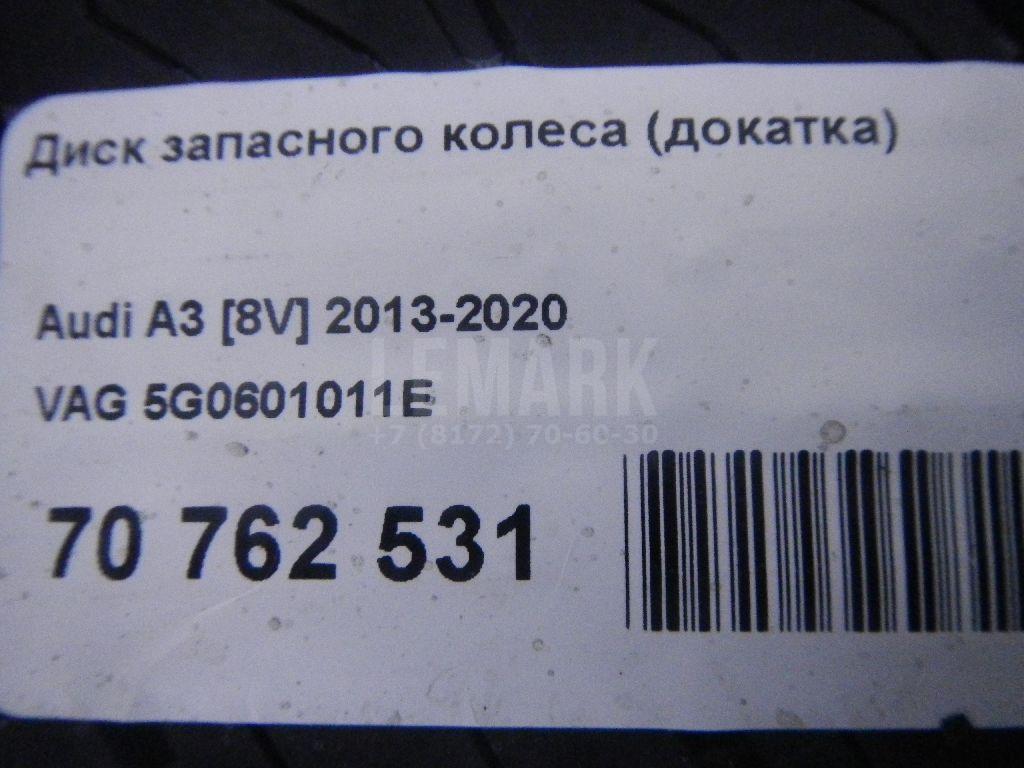 Диск запасного колеса (докатка)
Audi A3 [8V] 2013-2020
VAG 5G0601011E
LEMARK
+7 (8172) 70-60-30
70 762 531